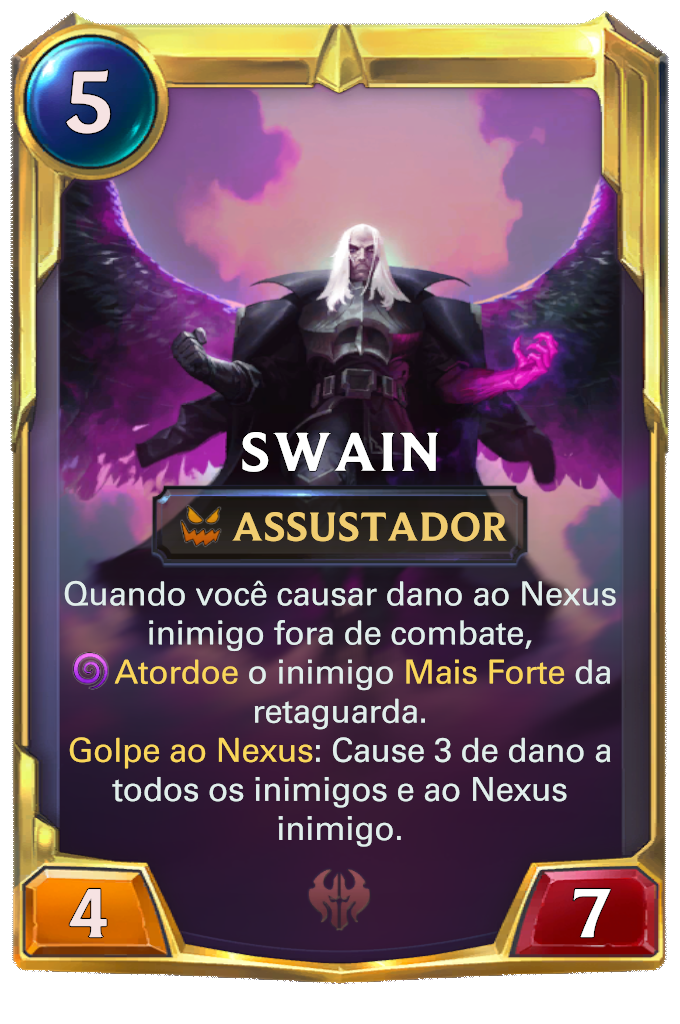 5
SWAIN
ASSUSTADOR
Quando você causar dano ao Nexus
inimigo fora de combate,
Atordoe o inimigo Mais Forte da
retaguarda.
Golpe ao Nexus: Cause 3 de dano a
todos os inimigos e ao Nexus
inimigo.
4
7